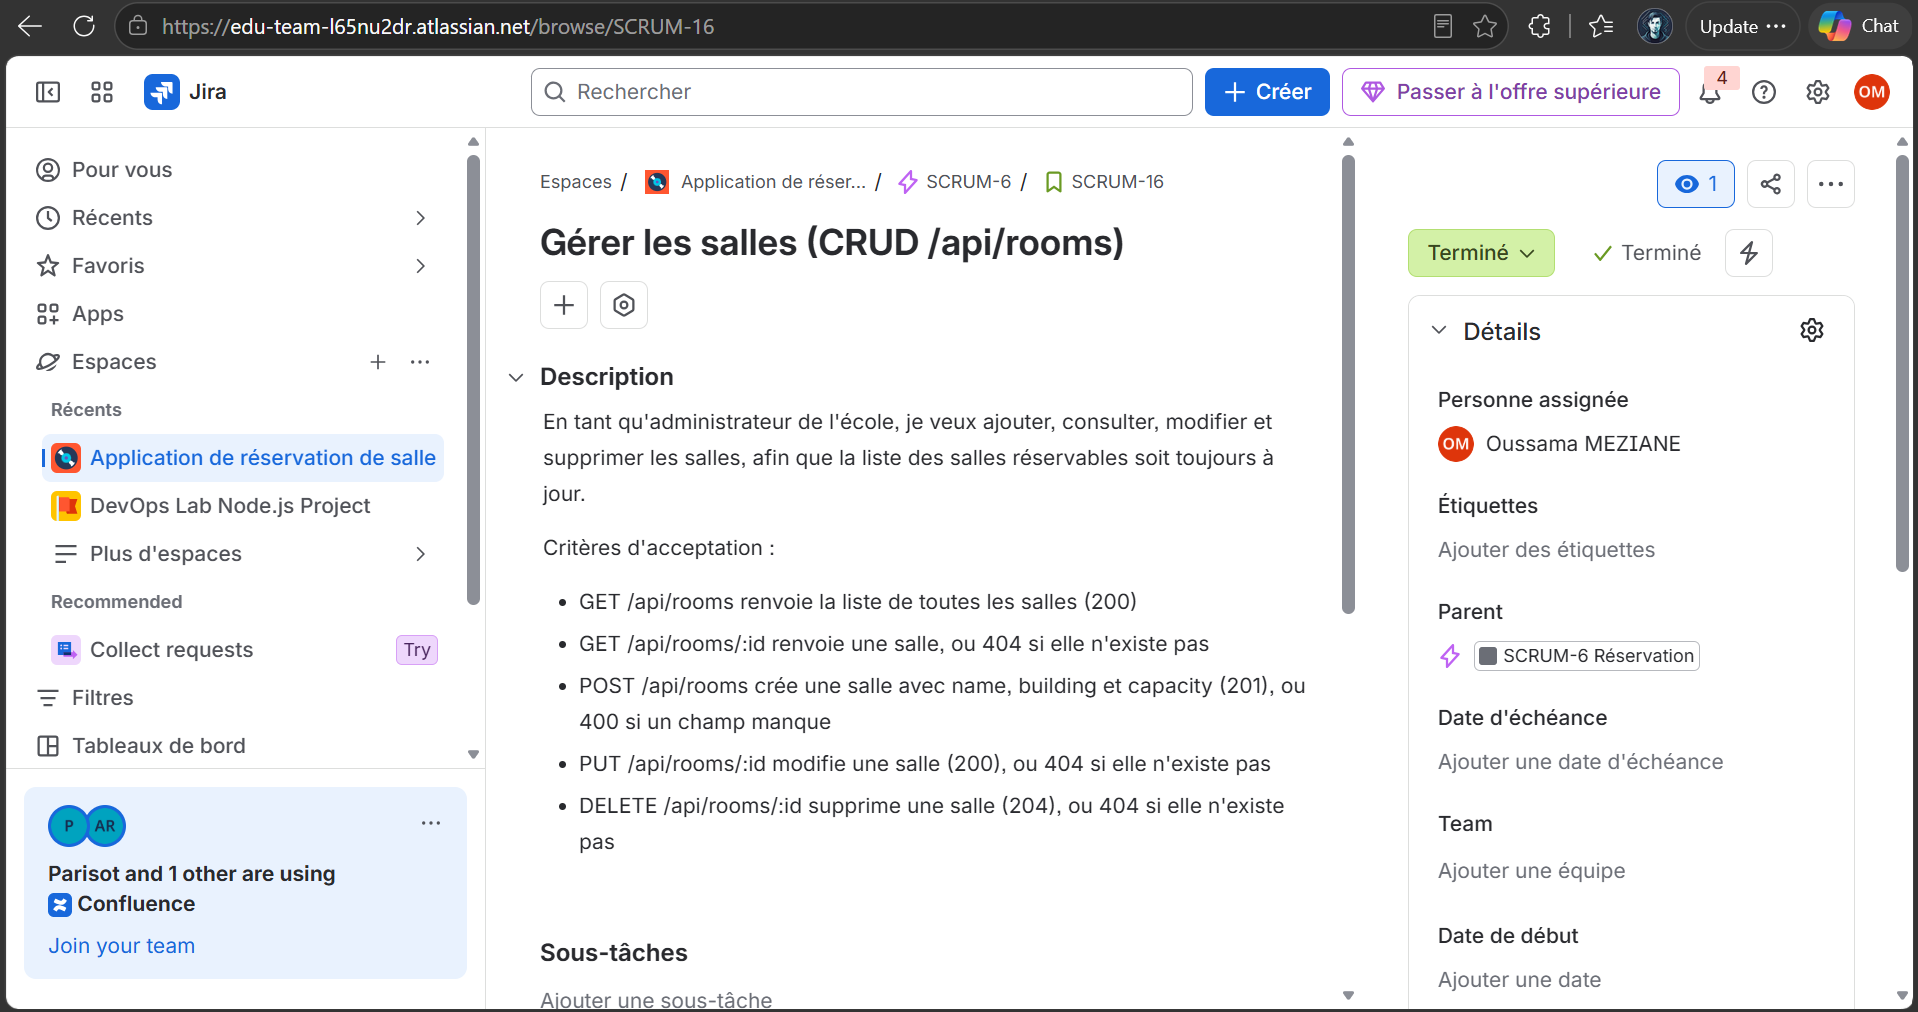 https://edu-team-l65nu2dr.atlassian.net/browse/SCRUM-16
Update
Chat
Jira
Rechercher
Créer
Passer à l'offre supérieure
4
OM
Pour vous
Récents
Favoris
Apps
Espaces
Récents
Application de réservation de salle
DevOps Lab Node.js Project
Plus d'espaces
Recommended
Collect requests
Try
Filtres
Tableaux de bord
P AR
Parisot and 1 other are using
Confluence
Join your team
Espaces / Application de réser... / SCRUM-6 / SCRUM-16
Gérer les salles (CRUD /api/rooms)
Description
En tant qu'administrateur de l'école, je veux ajouter, consulter, modifier et
supprimer les salles, afin que la liste des salles réservables soit toujours à
jour.
Critères d'acceptation :
• GET /api/rooms renvoie la liste de toutes les salles (200)
• GET /api/rooms/:id renvoie une salle, ou 404 si elle n'existe pas
• POST /api/rooms crée une salle avec name, building et capacity (201), ou
400 si un champ manque
• PUT /api/rooms/:id modifie une salle (200), ou 404 si elle n'existe pas
• DELETE /api/rooms/:id supprime une salle (204), ou 404 si elle n'existe
pas
Sous-tâches
Ajouter une sous-tâche
1
Terminé
Terminé
Détails
Personne assignée
OM Oussama MEZIANE
Étiquettes
Ajouter des étiquettes
Parent
SCRUM-6 Réservation
Date d'échéance
Ajouter une date d'échéance
Team
Ajouter une équipe
Date de début
Ajouter une date